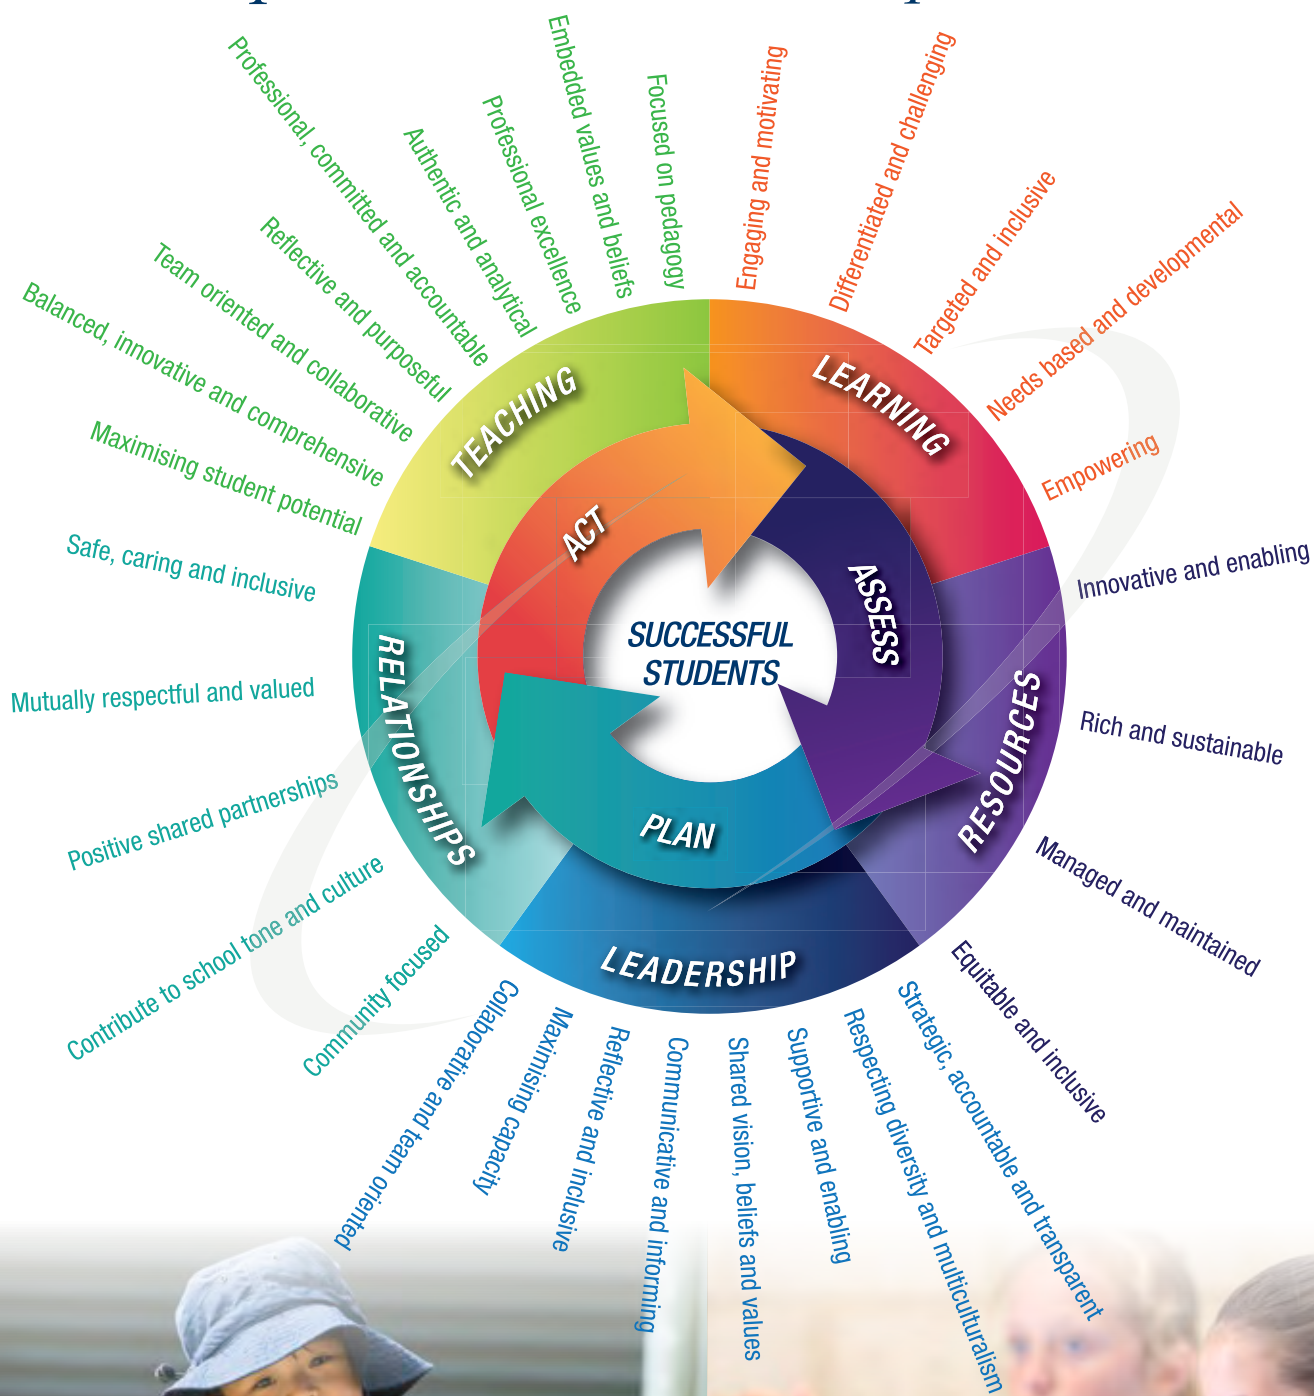 Focused on pedagogy
Embedded values and beliefs
Professional excellence
Authentic and analytical
Professional, committed and accountable
Reflective and purposeful
Team oriented and collaborative
Balanced, innovative and comprehensive
Maximising student potential
Engaging and motivating
Differentiated and challenging
Targeted and inclusive
Needs based and developmental
Empowering
Innovative and enabling
Rich and sustainable
Managed and maintained
Equitable and inclusive
Strategic, accountable and transparent
Respecting diversity and multiculturalism
Supportive and enabling
Shared vision, beliefs and values
Communicative and informing
Reflective and inclusive
Maximising capacity
Collaborative and team oriented
Community focused
Contribute to school tone and culture
Positive shared partnerships
Mutually respectful and valued
Safe, caring and inclusive
TEACHING
LEARNING
RESOURCES
LEADERSHIP
RELATIONSHIPS
ACT
ASSESS
PLAN
SUCCESSFUL
STUDENTS